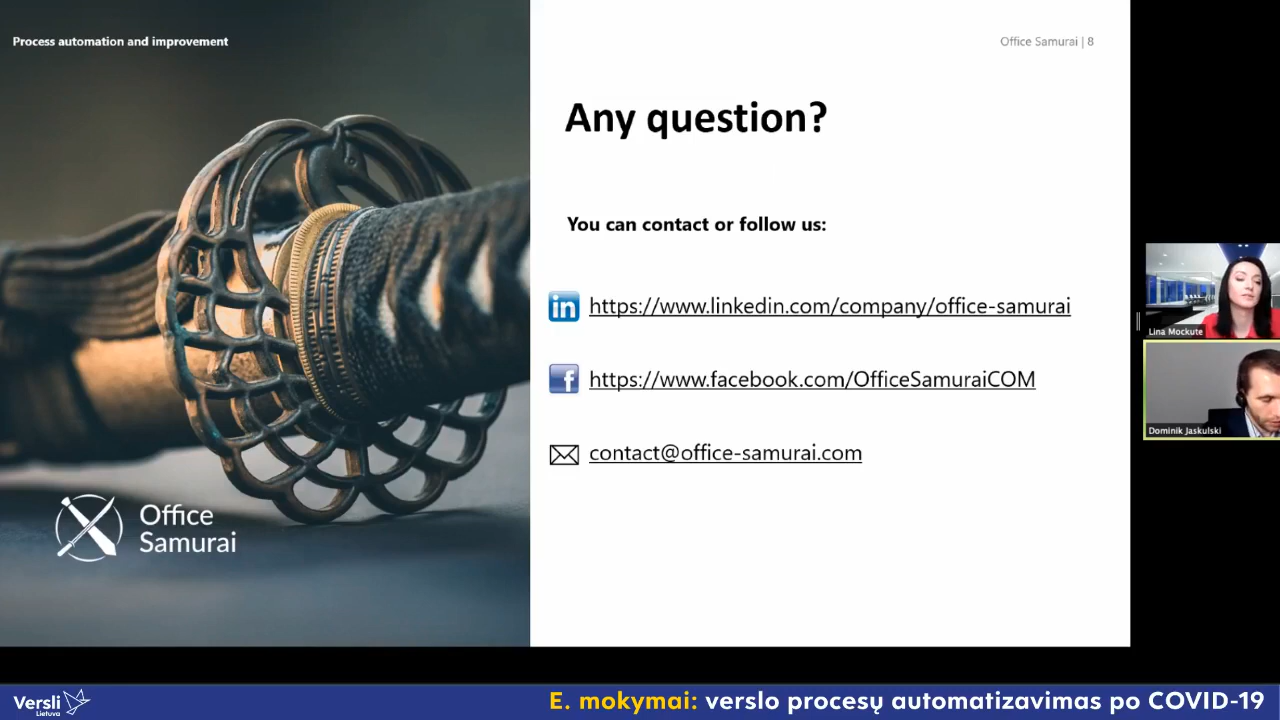 Process automation and improvement
Office Samurai | 8
Any question?
You can contact or follow us:
in https://www.linkedin.com/company/office-samurai
f https://www.facebook.com/OfficeSamuraiCOM
contact@office-samurai.com
Office
Samurai
Lina Mockute
Dominik Jaskulski
Versli
Lietuva
E. mokymai: verslo procesų automatizavimas po COVID-19